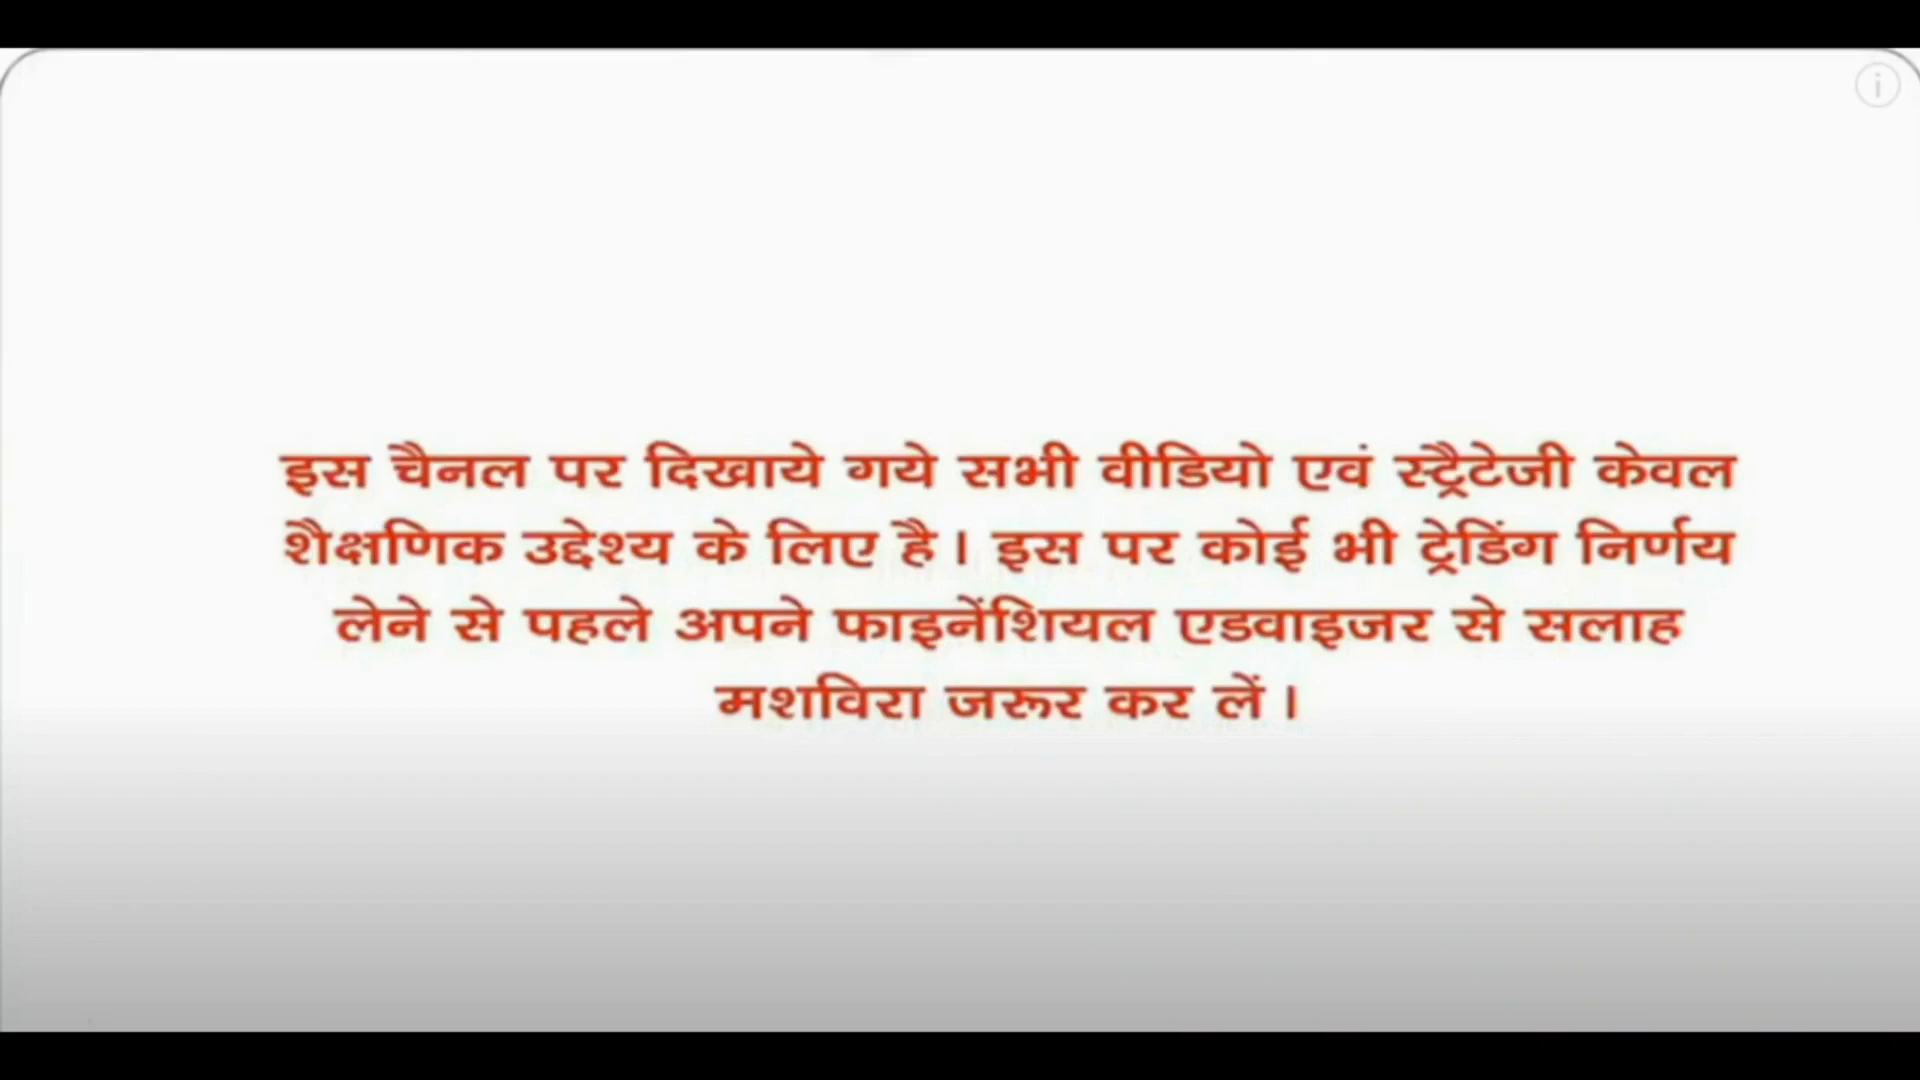 इस चैनल पर दिखाये गये सभी वीडियो एवं स्ट्रैटेजी केवल
शैक्षणिक उद्देश्य के लिए है। इस पर कोई भी ट्रेडिंग निर्णय
लेने से पहले अपने फाइनेंशियल एडवाइजर से सलाह
मशविरा जरूर कर लें।